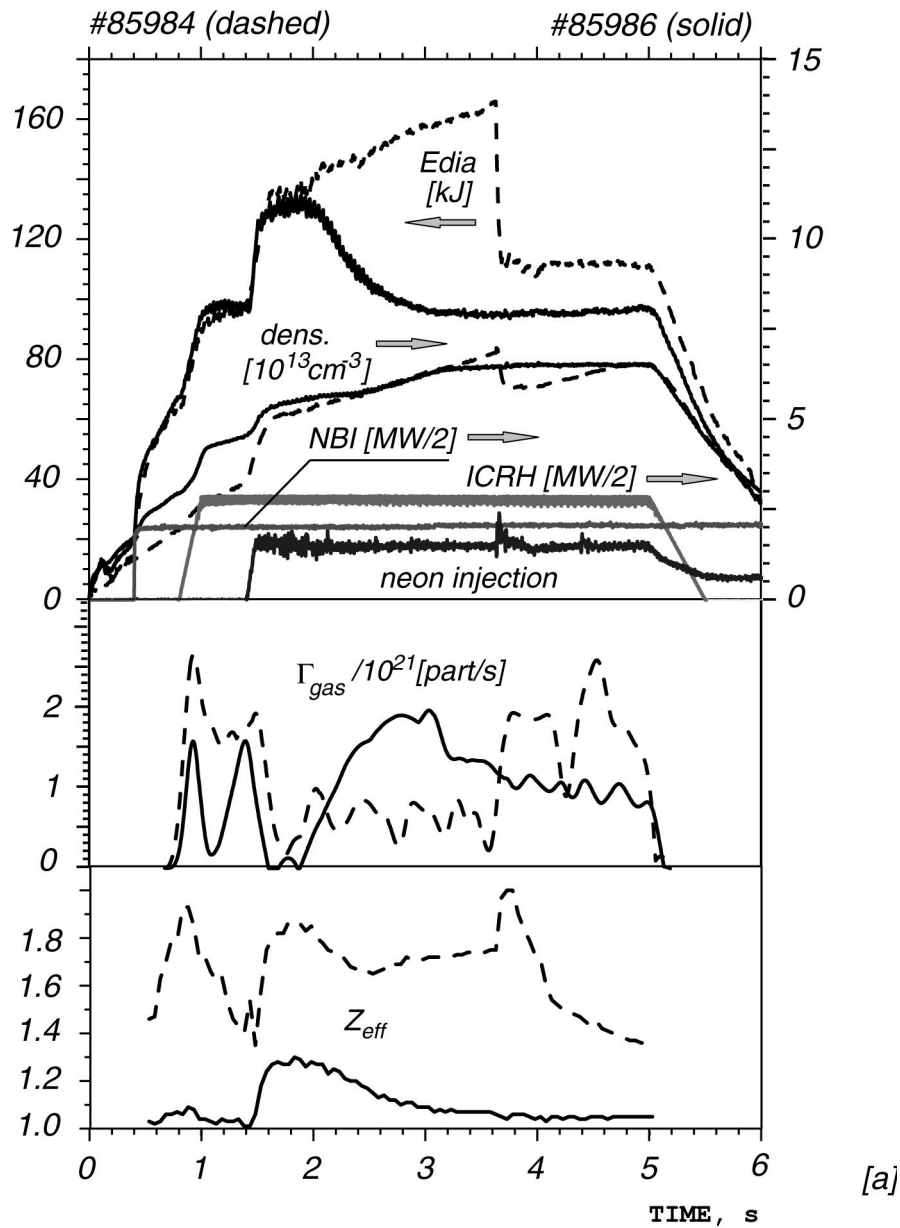 #85984 (dashed) #85986 (solid)
15
160
Edia
[kJ]
120
10
dens.
[10¹³cm⁻³]
80
NBI [MW/2]
5
ICRH [MW/2]
40
neon injection
0 0
Γgas /10²¹[part/s]
2
1
0
1.8
1.6
1.4
Zeff
1.2
1.0
0 1 2 3 4 5 6
[a]
TIME, s